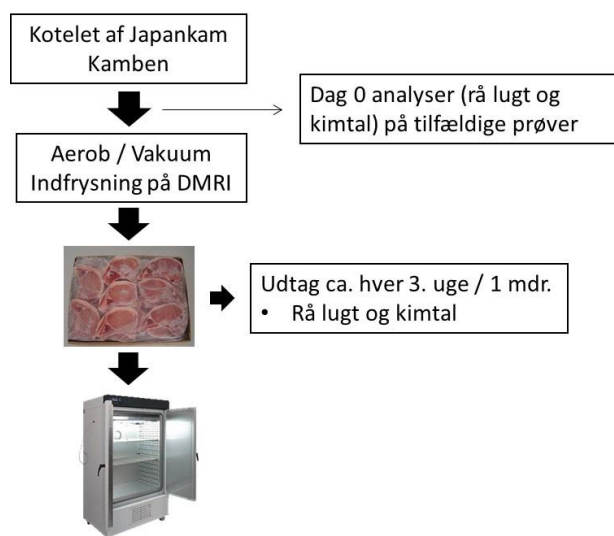 Kotelet af Japankam
Kamben
Dag 0 analyser (rå lugt og
kimtal) på tilfældige prøver
Aerob / Vakuum
Indfrysning på DMRI
Udtag ca. hver 3. uge / 1 mdr.
• Rå lugt og kimtal